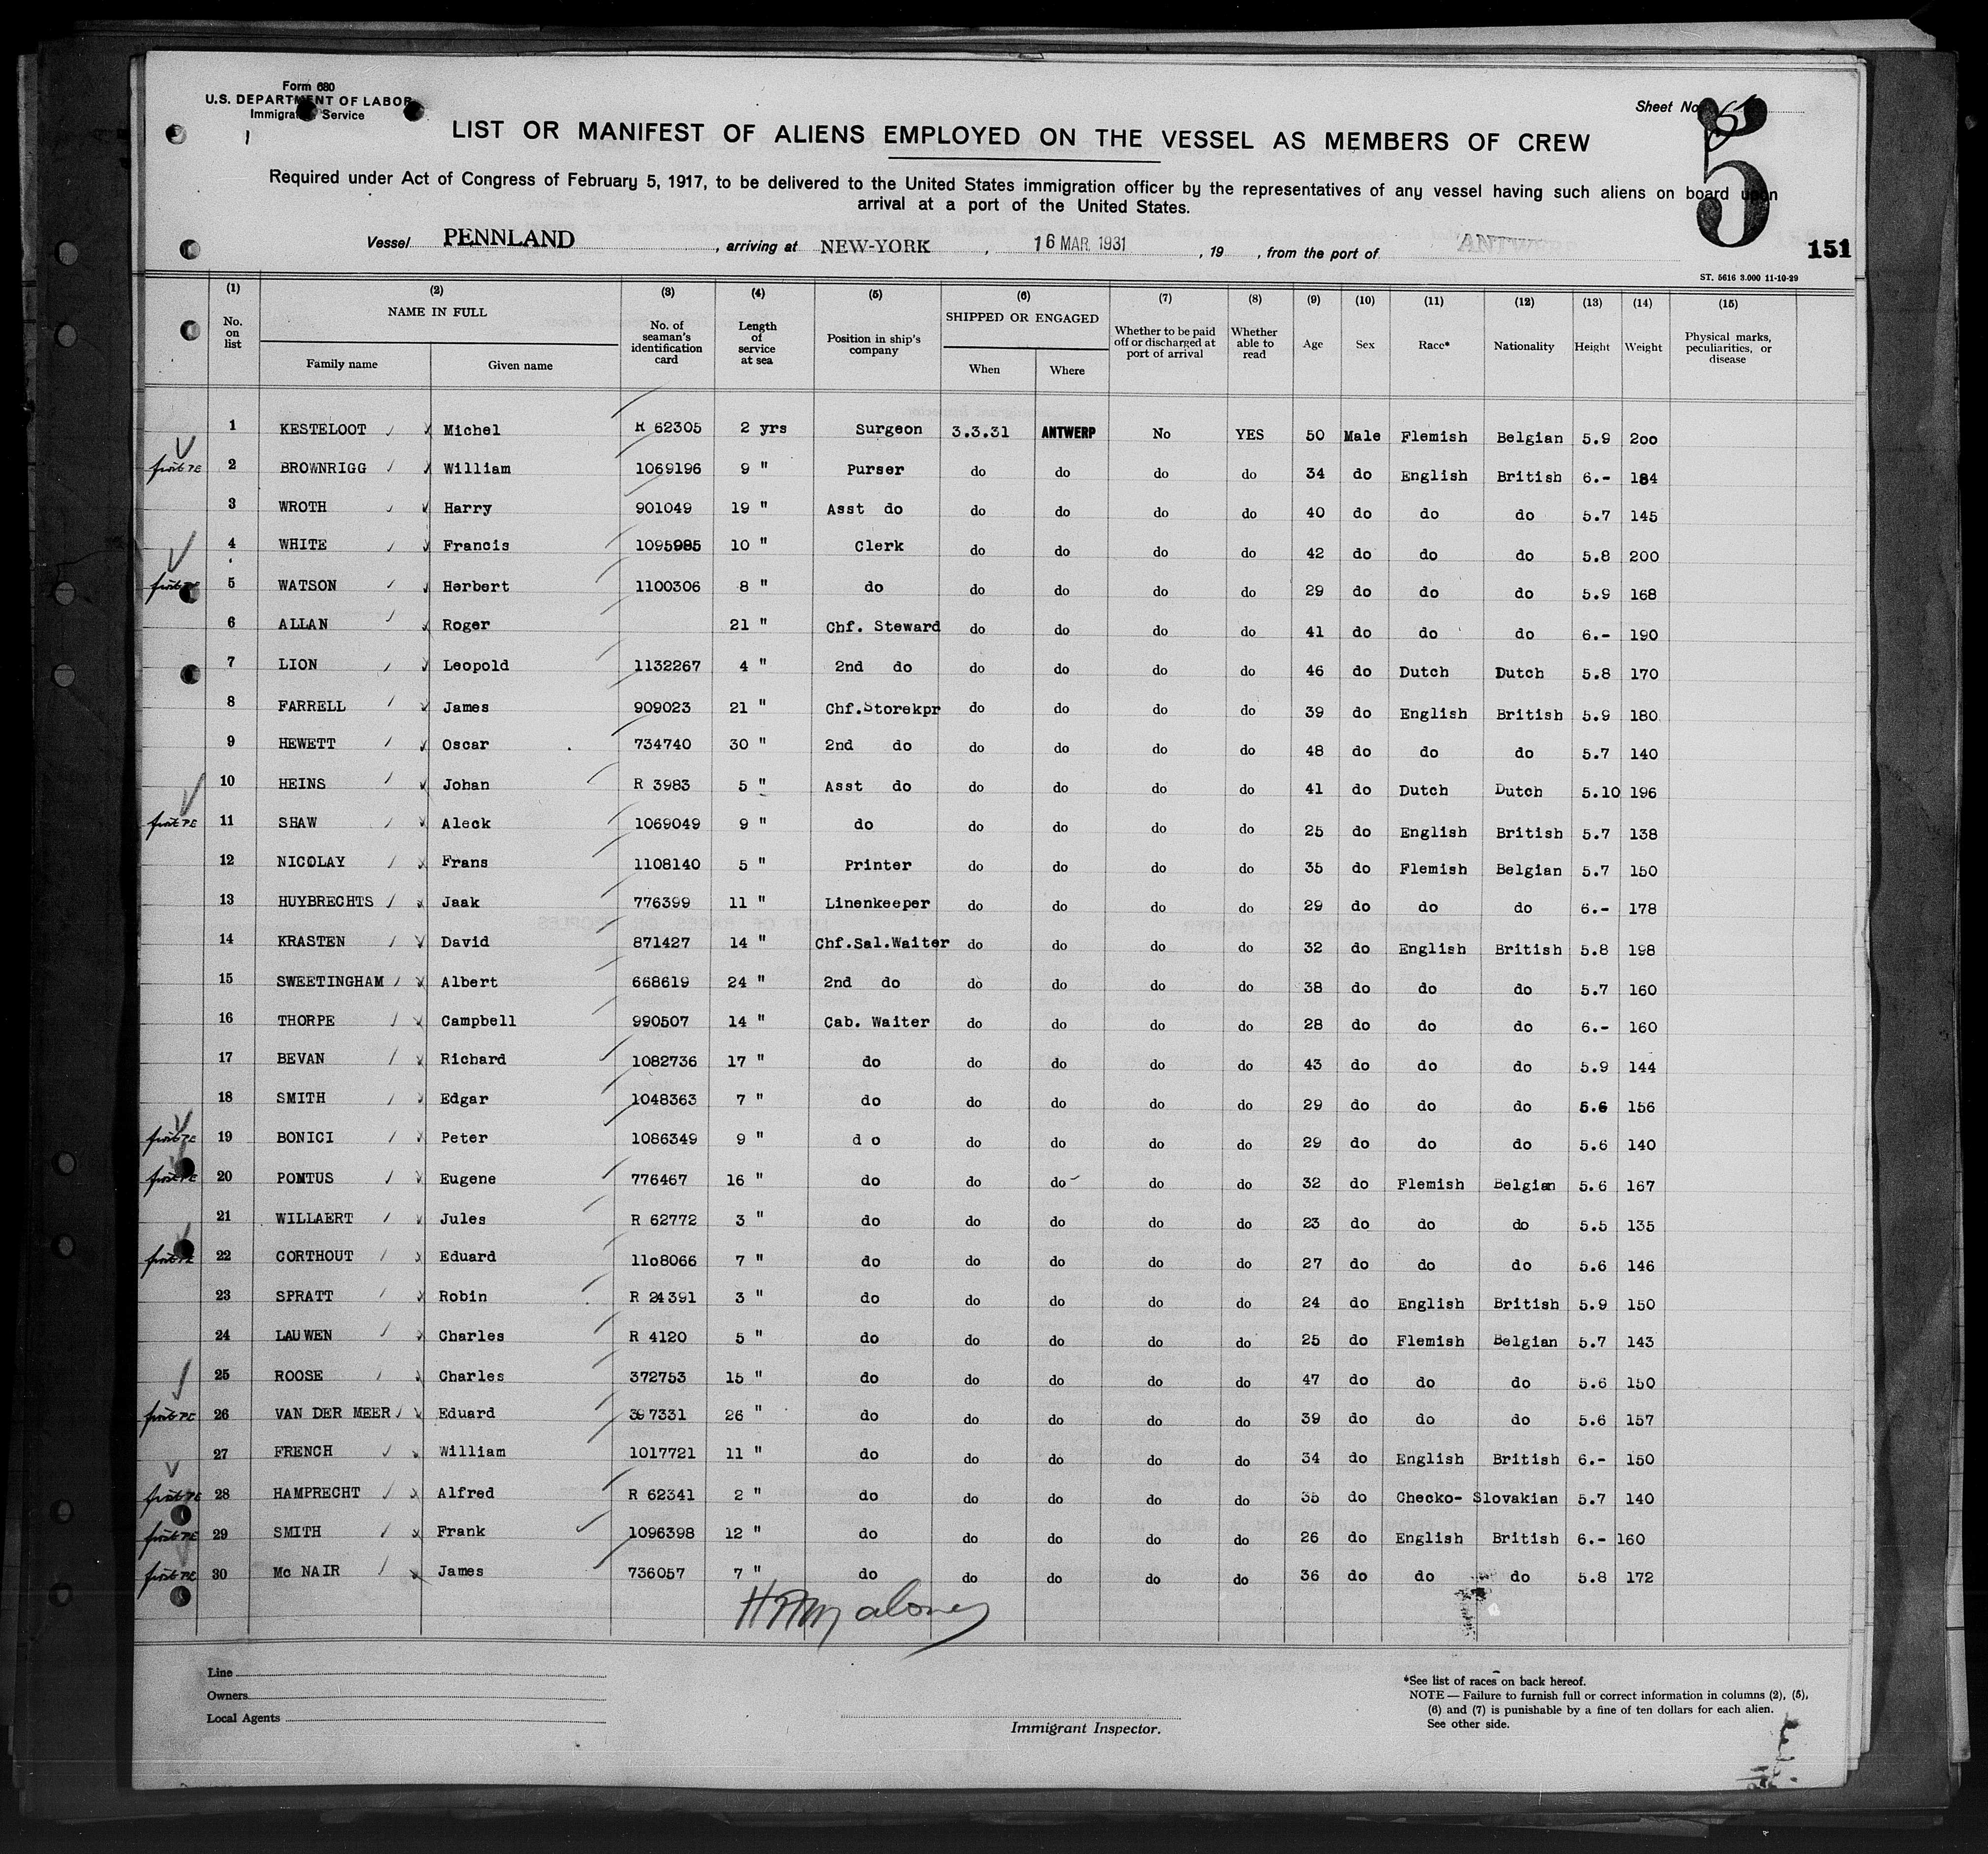 Form 680
U.S. DEPARTMENT OF LABOR
Immigration Service
1
Sheet No.
5
LIST OR MANIFEST OF ALIENS EMPLOYED ON THE VESSEL AS MEMBERS OF CREW
Required under Act of Congress of February 5, 1917, to be delivered to the United States immigration officer by the representatives of any vessel having such aliens on board upon
arrival at a port of the United States.
Vessel PENNLAND, arriving at NEW-YORK, 16 MAR. 1931, 19 , from the port of
151
ST. 5616 3.000 11-10-29
(1) (2) (3) (4) (5) (6) (7) (8) (9) (10) (11) (12) (13) (14) (15)
No. on list NAME IN FULL Family name Given name No. of seaman's identification card Length of service at sea Position in ship's company SHIPPED OR ENGAGED When Where Whether to be paid off or discharged at port of arrival Whether able to read Age Sex Race* Nationality Height Weight Physical marks, peculiarities, or disease
1 KESTELOOT Michel R 62305 2 yrs Surgeon 3.3.31 ANTWERP No YES 50 Male Flemish Belgian 5.9 200
2 BROWNRIGG William 1069196 9 " Purser do do do do 34 do English British 6.- 184
3 WROTH Harry 901049 19 " Asst do do do do do 40 do do do 5.7 145
4 WHITE Francis 1095985 10 " Clerk do do do do 42 do do do 5.8 200
5 WATSON Herbert 1100306 8 " do do do do do 29 do do do 5.9 168
6 ALLAN Roger 21 " Chf. Steward do do do do 41 do do do 6.- 190
7 LION Leopold 1132267 4 " 2nd do do do do do 46 do Dutch Dutch 5.8 170
8 FARRELL James 909023 21 " Chf.Storekpr do do do do 39 do English British 5.9 180
9 HEWETT Oscar 734740 30 " 2nd do do do do do 48 do do do 5.7 140
10 HEINS Johan R 3983 5 " Asst do do do do do 41 do Dutch Dutch 5.10 196
11 SHAW Aleck 1069049 9 " do do do do do 25 do English British 5.7 138
12 NICOLAY Frans 1108140 5 " Printer do do do do 35 do Flemish Belgian 5.7 150
13 HUYBRECHTS Jaak 776399 11 " Linenkeeper do do do do 29 do do do 6.- 178
14 KRASTEN David 871427 14 " Chf.Sal.Waiter do do do do 32 do English British 5.8 198
15 SWEETINGHAM Albert 668619 24 " 2nd do do do do do 38 do do do 5.7 160
16 THORPE Campbell 990507 14 " Cab. Waiter do do do do 28 do do do 6.- 160
17 BEVAN Richard 1082736 17 " do do do do do 43 do do do 5.9 144
18 SMITH Edgar 1048363 7 " do do do do do 29 do do do 5.6 156
19 BONICI Peter 1086349 9 " d o do do do do 29 do do do 5.6 140
20 PONTUS Eugene 776467 16 " do do do do do 32 do Flemish Belgian 5.6 167
21 WILLAERT Jules R 62772 3 " do do do do do 23 do do do 5.5 135
22 CORTHOUT Eduard 11o8066 7 " do do do do do 27 do do do 5.6 146
23 SPRATT Robin R 24391 3 " do do do do do 24 do English British 5.9 150
24 LAUWEN Charles R 4120 5 " do do do do do 25 do Flemish Belgian 5.7 143
25 ROOSE Charles 372753 15 " do do do do do 47 do do do 5.6 150
26 VAN DER MEER Eduard 397331 26 " do do do do do 39 do do do 5.6 157
27 FRENCH William 1017721 11 " do do do do do 34 do English British 6.- 150
28 HAMPRECHT Alfred R 62341 2 " do do do do do 35 do Checko- Slovakian 5.7 140
29 SMITH Frank 1096398 12 " do do do do do 26 do English British 6.- 160
30 Mc NAIR James 736057 7 " do do do do do 36 do do do 5.8 172
Line
Owners
Local Agents
Immigrant Inspector.
*See list of races on back hereof.
NOTE — Failure to furnish full or correct information in columns (2), (5),
(6) and (7) is punishable by a fine of ten dollars for each alien.
See other side.